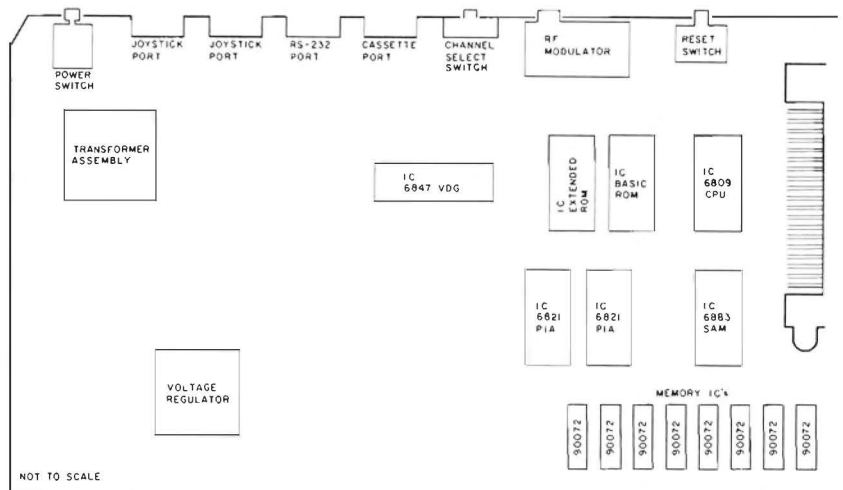 POWER
SWITCH
JOYSTICK
PORT
JOYSTICK
PORT
RS-232
PORT
CASSETTE
PORT
CHANNEL
SELECT
SWITCH
RF
MODULATOR
RESET
SWITCH
TRANSFORMER
ASSEMBLY
IC
6847 VDG
IC
EXTENDED
ROM
IC
BASIC
ROM
IC
6809
CPU
IC
6821
PIA
IC
6821
PIA
IC
6883
SAM
VOLTAGE
REGULATOR
MEMORY IC's
90072
90072
90072
90072
90072
90072
90072
90072
NOT TO SCALE